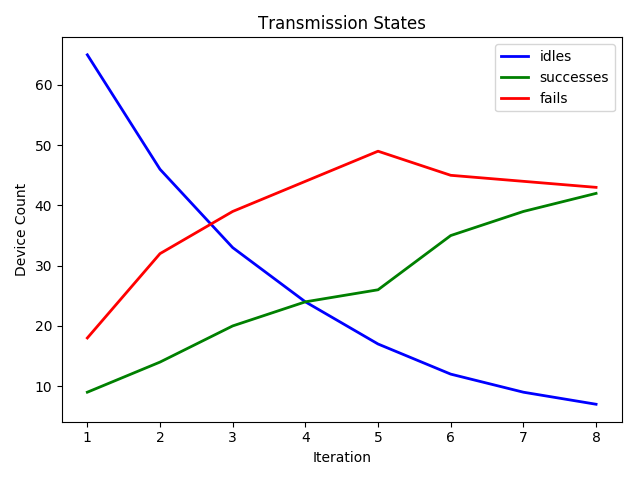 Transmission States
idles
successes
fails
Device Count
60
50
40
30
20
10
1 2 3 4 5 6 7 8
Iteration